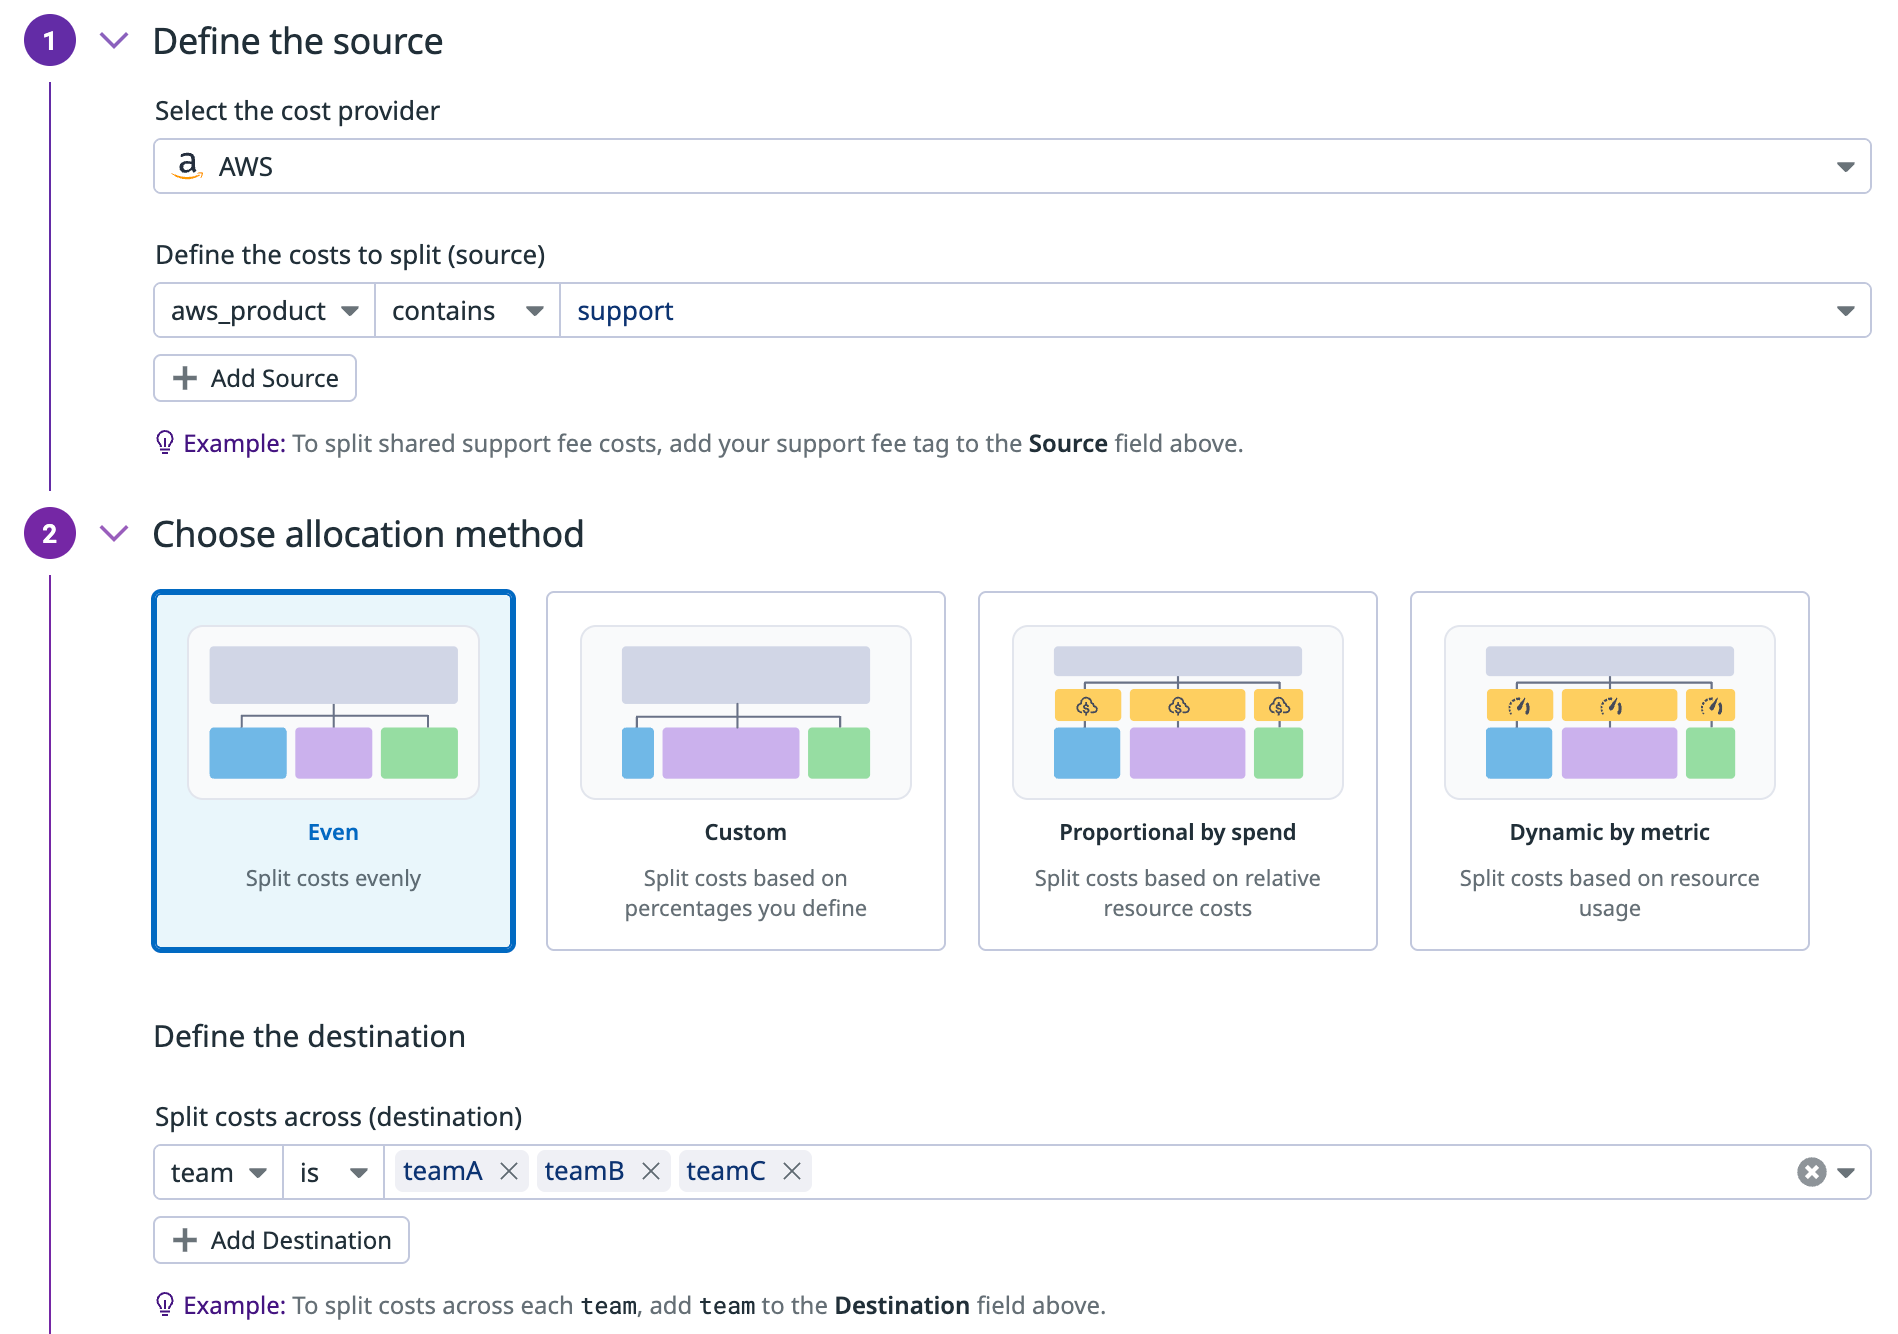 1 Define the source
Select the cost provider
a AWS
Define the costs to split (source)
aws_product contains support
Add Source
Example: To split shared support fee costs, add your support fee tag to the Source field above.
2 Choose allocation method
Even
Split costs evenly
Custom
Split costs based on
percentages you define
Proportional by spend
Split costs based on relative
resource costs
Dynamic by metric
Split costs based on resource
usage
Define the destination
Split costs across (destination)
team is teamA teamB teamC
Add Destination
Example: To split costs across each team, add team to the Destination field above.